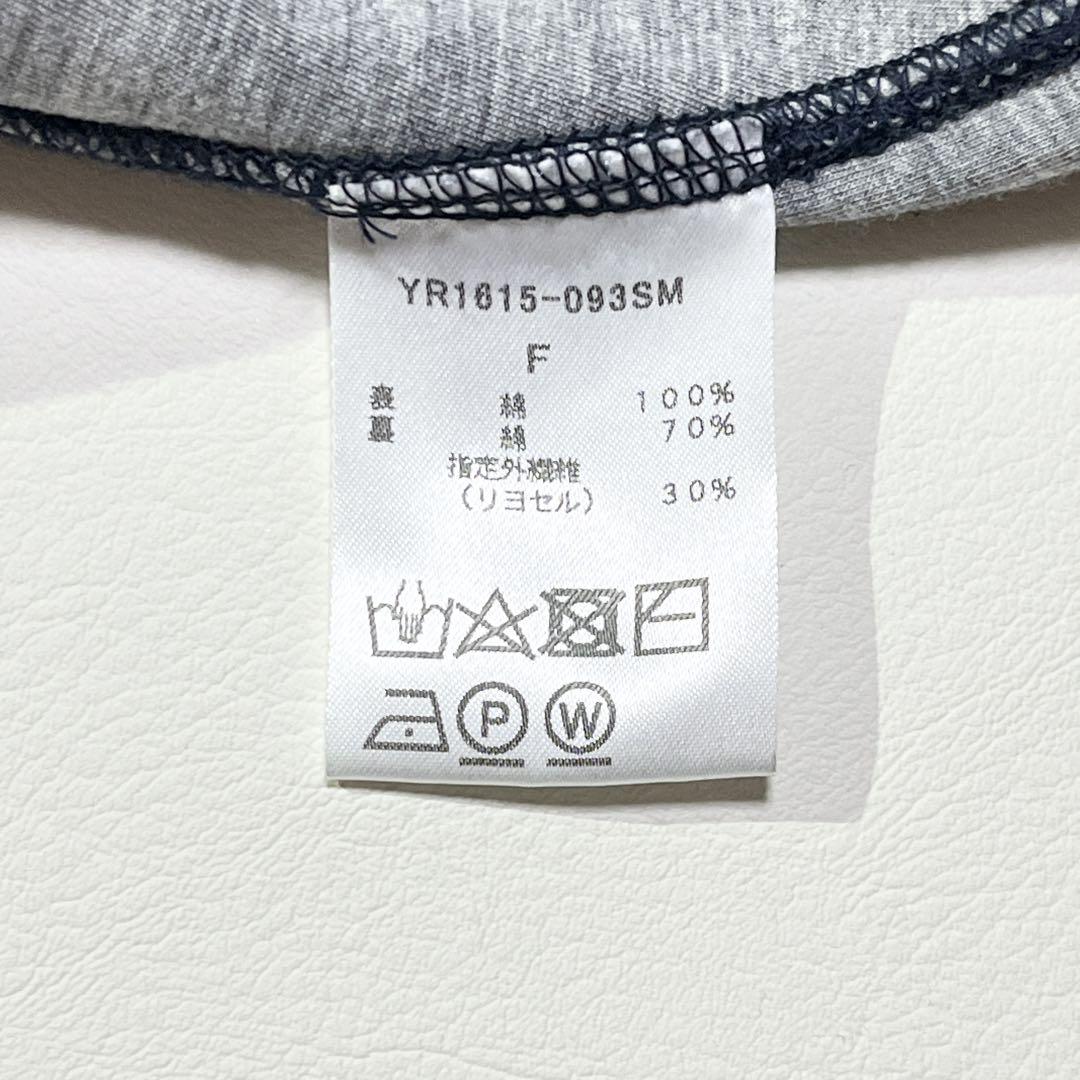 YR1615-093SM
F
表 綿 100%
裏 綿 70%
指定外繊維
(リヨセル) 30%
P W